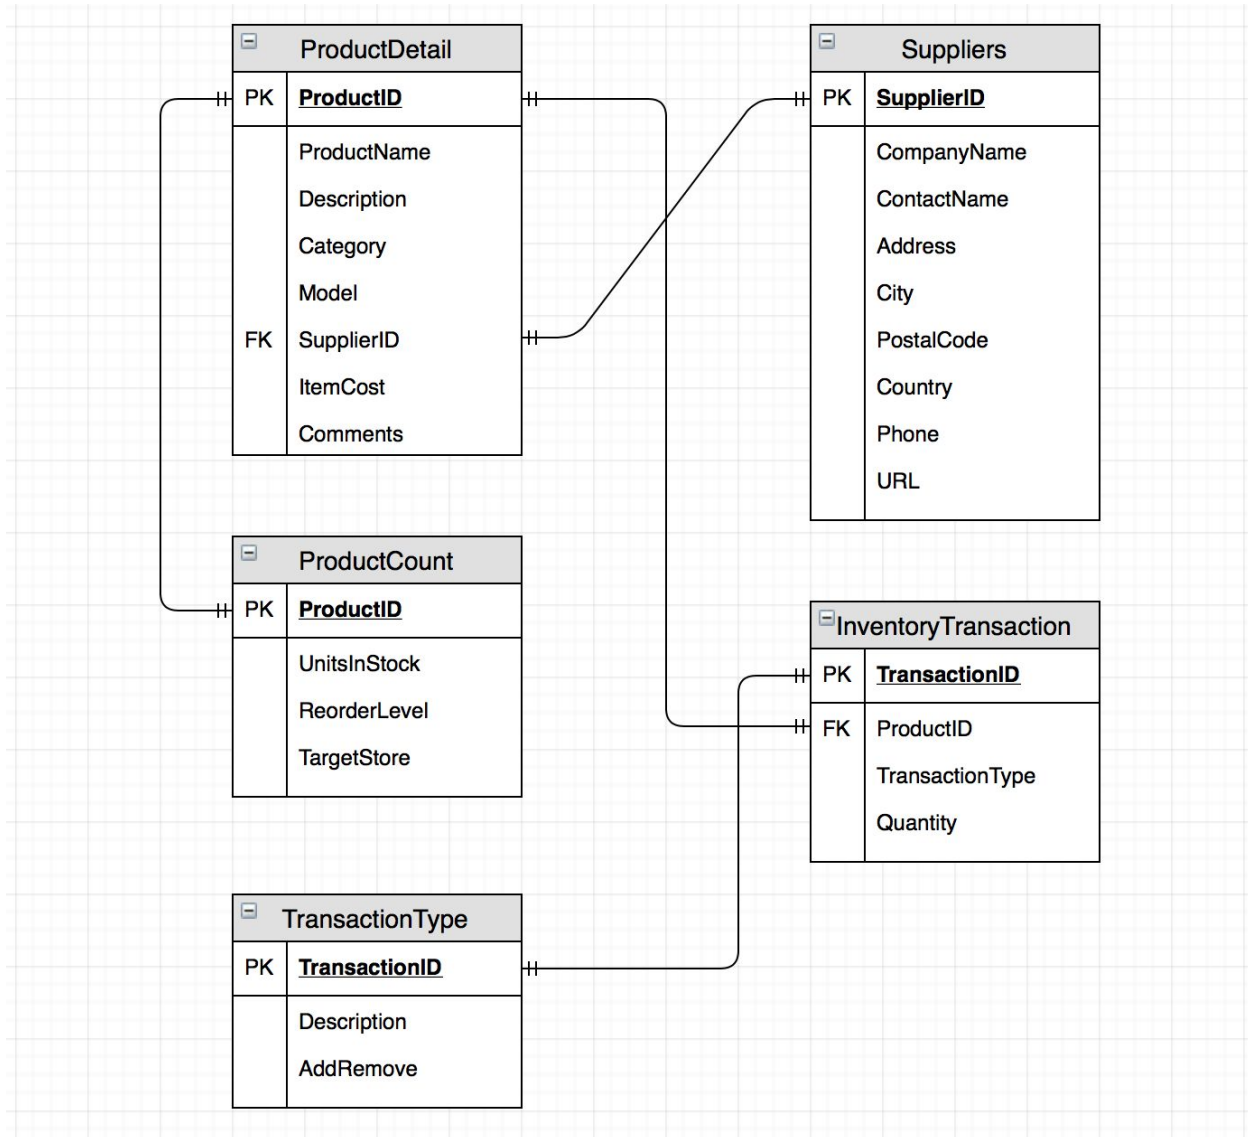 ProductDetail
PK ProductID
ProductName
Description
Category
Model
FK SupplierID
ItemCost
Comments
Suppliers
PK SupplierID
CompanyName
ContactName
Address
City
PostalCode
Country
Phone
URL
ProductCount
PK ProductID
UnitsInStock
ReorderLevel
TargetStore
InventoryTransaction
PK TransactionID
FK ProductID
TransactionType
Quantity
TransactionType
PK TransactionID
Description
AddRemove